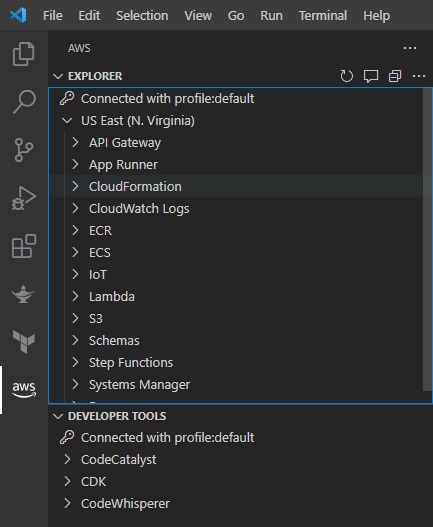 File Edit Selection View Go Run Terminal Help
AWS
EXPLORER
Connected with profile:default
US East (N. Virginia)
API Gateway
App Runner
CloudFormation
CloudWatch Logs
ECR
ECS
IoT
Lambda
S3
Schemas
Step Functions
Systems Manager
DEVELOPER TOOLS
Connected with profile:default
CodeCatalyst
CDK
CodeWhisperer
aws